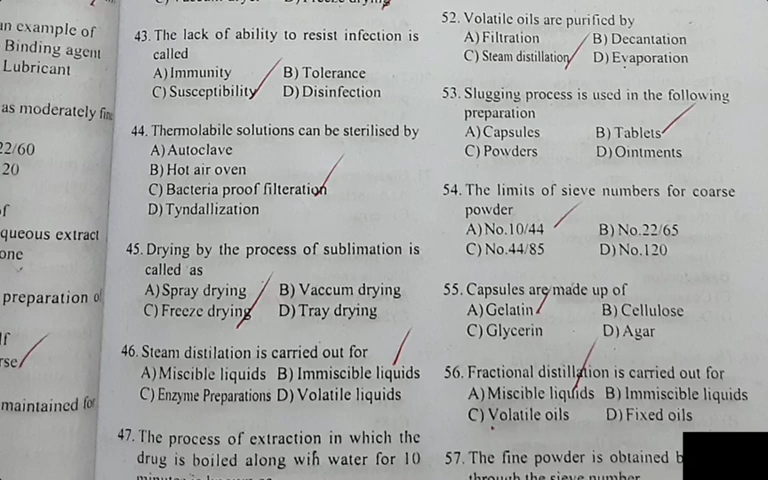 an example of
Binding agent
Lubricant
as moderately
22/60
20
of
queous extract
one
preparation
If
rse
maintained for
43. The lack of ability to resist infection is
called
A) Immunity B) Tolerance
C) Susceptibility D) Disinfection
44. Thermolabile solutions can be sterilised by
A) Autoclave
B) Hot air oven
C) Bacteria proof filteration
D) Tyndallization
45. Drying by the process of sublimation is
called as
A) Spray drying B) Vaccum drying
C) Freeze drying D) Tray drying
46. Steam distilation is carried out for
A) Miscible liquids B) Immiscible liquids
C) Enzyme Preparations D) Volatile liquids
47. The process of extraction in which the
drug is boiled along wih water for 10
52. Volatile oils are purified by
A) Filtration B) Decantation
C) Steam distillation D) Evaporation
53. Slugging process is used in the following
preparation
A) Capsules B) Tablets
C) Powders D) Ointments
54. The limits of sieve numbers for coarse
powder
A) No.10/44 B) No.22/65
C) No.44/85 D) No.120
55. Capsules are made up of
A) Gelatin B) Cellulose
C) Glycerin D) Agar
56. Fractional distillation is carried out for
A) Miscible liquids B) Immiscible liquids
C) Volatile oils D) Fixed oils
57. The fine powder is obtained b
through the sieve number